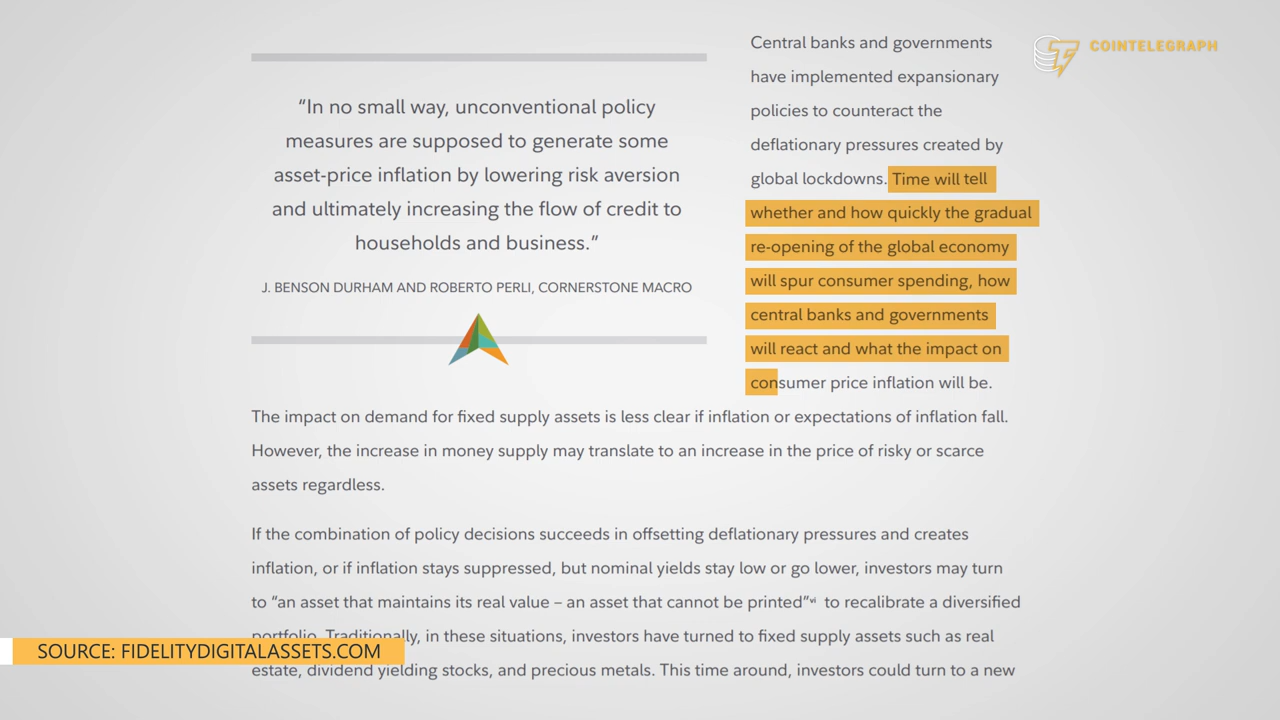 “In no small way, unconventional policy
measures are supposed to generate some
asset-price inflation by lowering risk aversion
and ultimately increasing the flow of credit to
households and business.”
J. BENSON DURHAM AND ROBERTO PERLI, CORNERSTONE MACRO
Central banks and governments
have implemented expansionary
policies to counteract the
deflationary pressures created by
global lockdowns. Time will tell
whether and how quickly the gradual
re-opening of the global economy
will spur consumer spending, how
central banks and governments
will react and what the impact on
consumer price inflation will be.
The impact on demand for fixed supply assets is less clear if inflation or expectations of inflation fall.
However, the increase in money supply may translate to an increase in the price of risky or scarce
assets regardless.
If the combination of policy decisions succeeds in offsetting deflationary pressures and creates
inflation, or if inflation stays suppressed, but nominal yields stay low or go lower, investors may turn
to “an asset that maintains its real value – an asset that cannot be printed”ᵛⁱ to recalibrate a diversified
portfolio. Traditionally, in these situations, investors have turned to fixed supply assets such as real
estate, dividend yielding stocks, and precious metals. This time around, investors could turn to a new
COINTELEGRAPH
SOURCE: FIDELITYDIGITALASSETS.COM